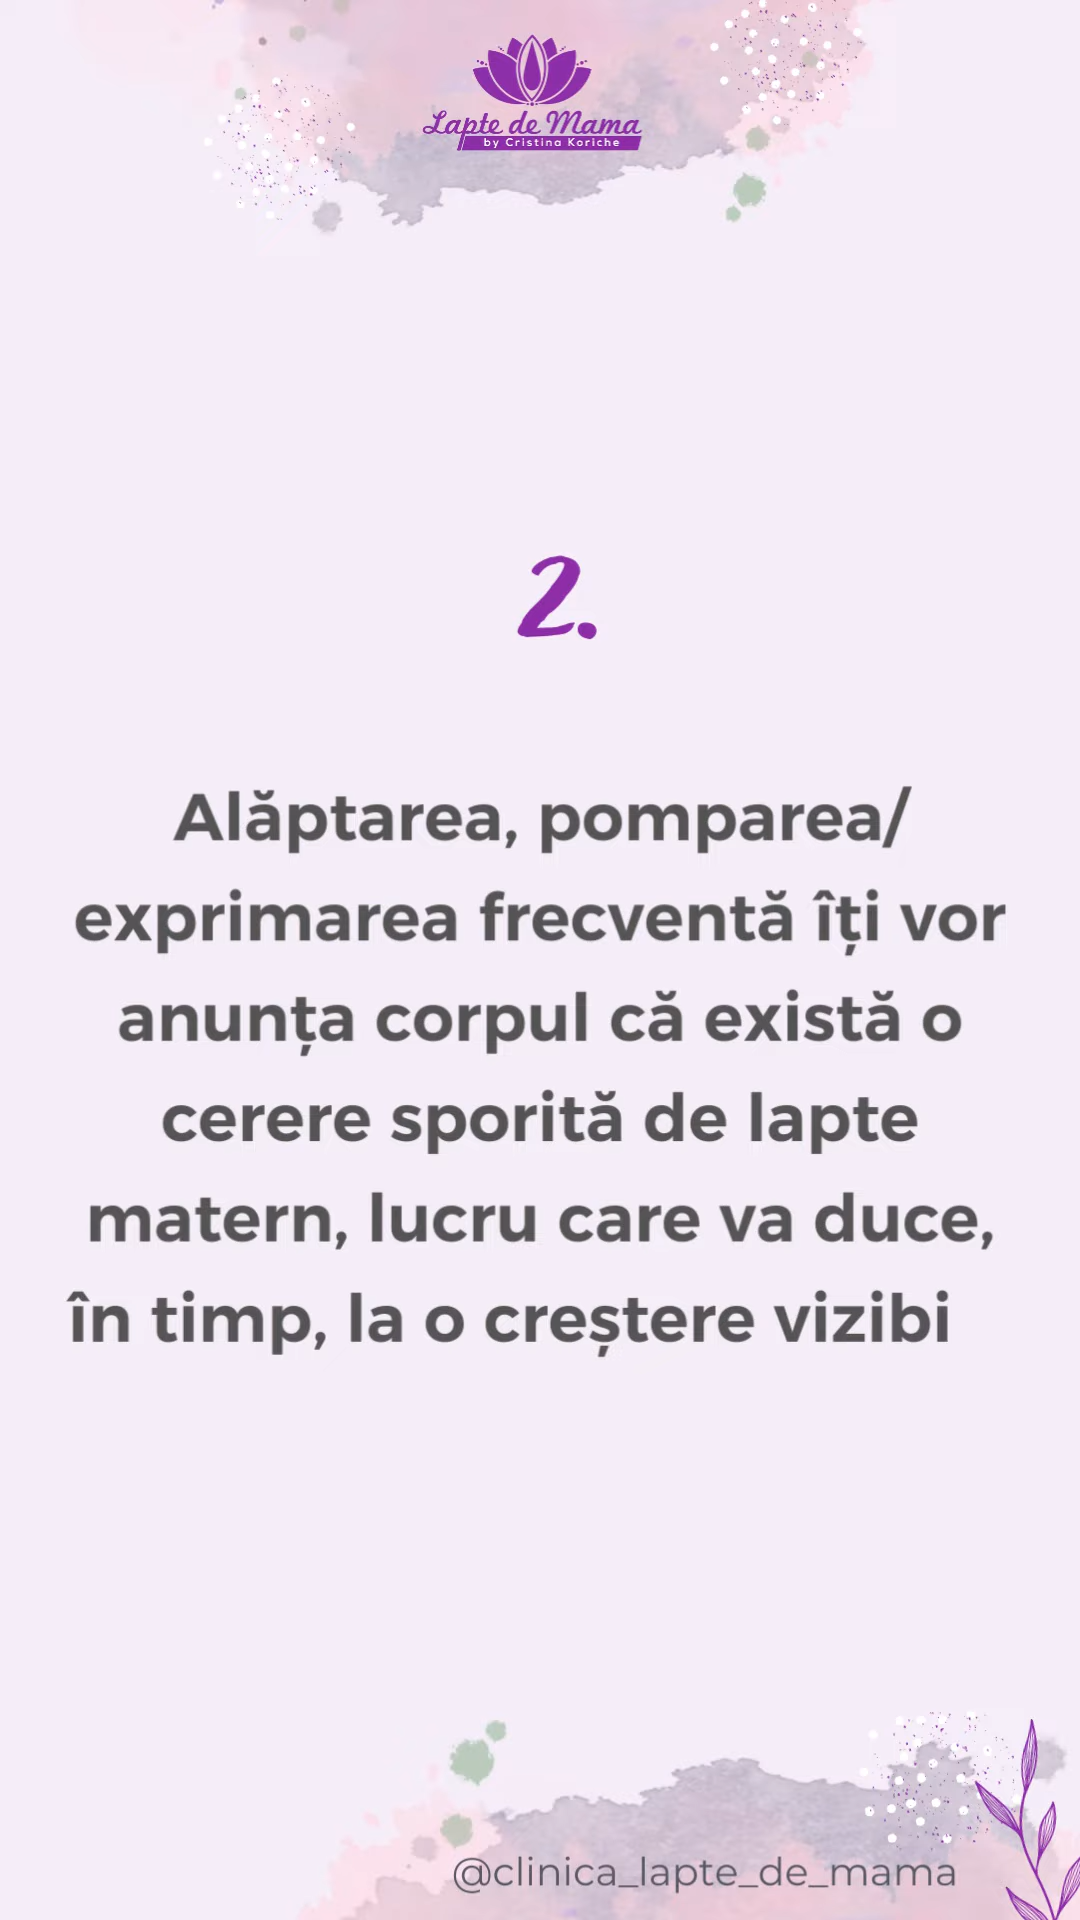 Lapte de Mama
by Cristina Koriche
2.
Alăptarea, pomparea/
exprimarea frecventă îți vor
anunța corpul că există o
cerere sporită de lapte
matern, lucru care va duce,
în timp, la o creștere vizibi
@clinica_lapte_de_mama